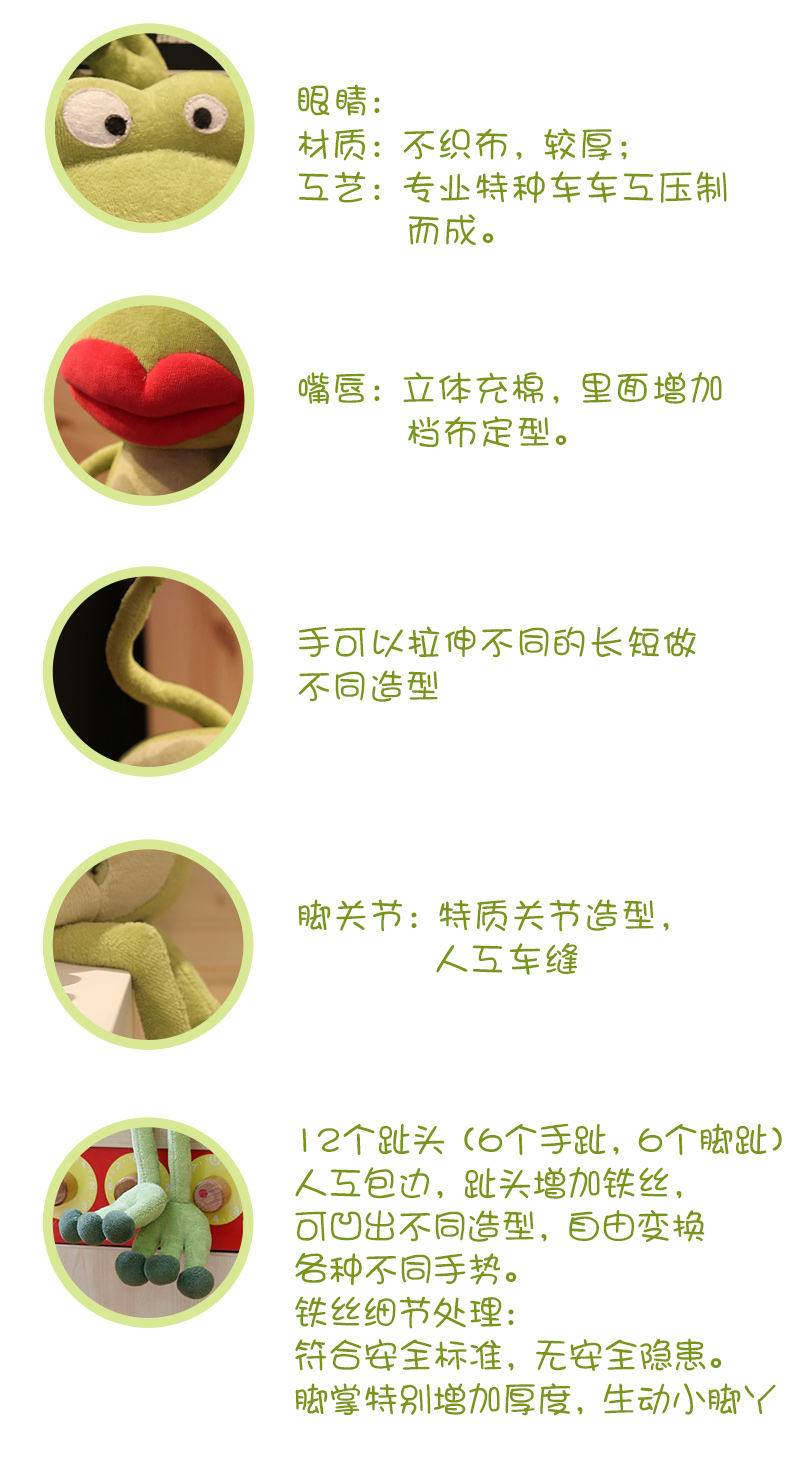 眼睛：
材质：不织布，较厚；
工艺：专业特种车车工压制
而成。
嘴唇：立体充棉，里面增加
档布定型。
手可以拉伸不同的长短做
不同造型
脚关节：特质关节造型，
人工车缝
12个趾头（6个手趾，6个脚趾）
人工包边，趾头增加铁丝，
可凹出不同造型，自由变换
各种不同手势。
铁丝细节处理：
符合安全标准，无安全隐患。
脚掌特别增加厚度，生动小脚丫